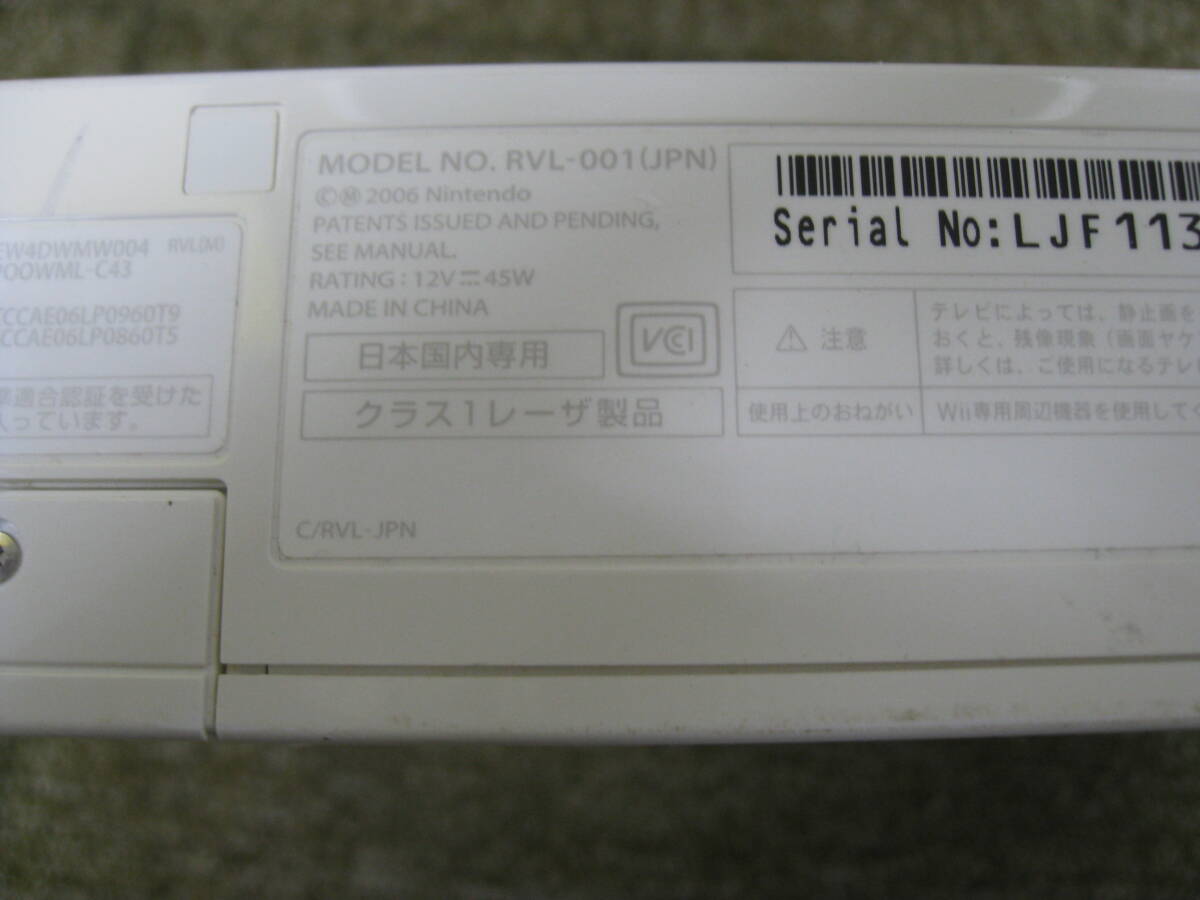 MODEL NO. RVL-001(JPN)
©Ⓜ 2006 Nintendo
PATENTS ISSUED AND PENDING,
SEE MANUAL.
RATING : 12V⎓45W
MADE IN CHINA
VCCI
日本国内専用
クラス1レーザ製品
C/RVL-JPN
Serial No:LJF113
⚠ 注意
テレビによっては、静止画を
おくと、残像現象（画面ヤケ
詳しくは、ご使用になるテレ
使用上のおねがい
Wii専用周辺機器を使用してく
EW4DWMW004
RVL(JX)
POOWML-C43
CCAE06LP0960T9
CCAE06LP0860T5
準適合認証を受けた
入っています。